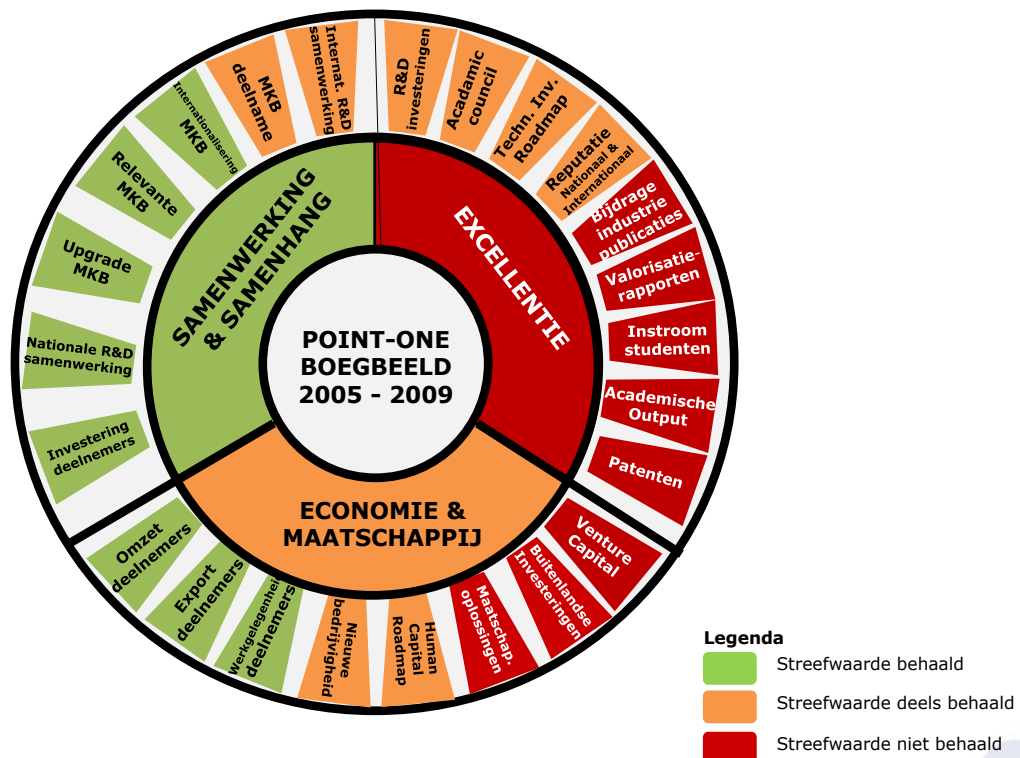 POINT-ONE
BOEGBEELD
2005 - 2009
SAMENWERKING
& SAMENHANG
EXCELLENTIE
ECONOMIE &
MAATSCHAPPIJ
R&D
investeringen
Acadamic
council
Techn. Inv.
Roadmap
Reputatie
Nationaal &
Internationaal
Bijdrage
industrie
publicaties
Valorisatie-
rapporten
Instroom
studenten
Academische
Output
Patenten
Venture
Capital
Buitenlandse
Investeringen
Maatschap.
oplossingen
Human
Capital
Roadmap
Nieuwe
bedrijvigheid
Werkgelegenheid
deelnemers
Export
deelnemers
Omzet
deelnemers
Investering
deelnemers
Nationale R&D
samenwerking
Upgrade
MKB
Relevante
MKB
Internationalisering
MKB
MKB
deelname
Internat. R&D
samenwerking
Legenda
Streefwaarde behaald
Streefwaarde deels behaald
Streefwaarde niet behaald